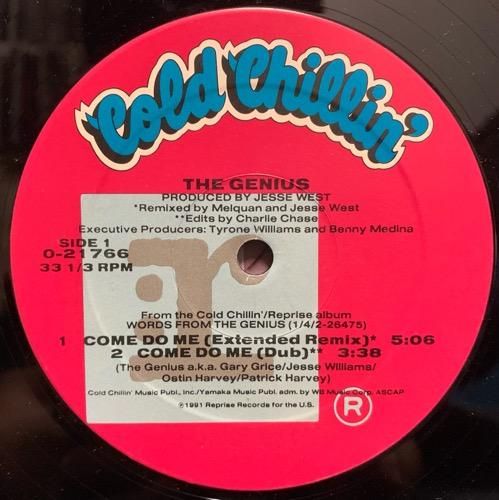 Cold Chillin'
THE GENIUS
PRODUCED BY JESSE WEST
*Remixed by Melquan and Jesse West
**Edits by Charlie Chase
Executive Producers: Tyrone Williams and Benny Medina
SIDE 1
0-21766
33 1/3 RPM
r
From the Cold Chillin'/Reprise album
WORDS FROM THE GENIUS (1/4/2-26475)
1 COME DO ME (Extended Remix)* 5:06
2 COME DO ME (Dub)** 3:38
(The Genius a.k.a. Gary Grice/Jesse Williams/
Ostin Harvey/Patrick Harvey)
Cold Chillin' Music Publ., Inc./Yamaka Music Publ. adm. by WB Music Corp. ASCAP
℗1991 Reprise Records for the U.S.
®